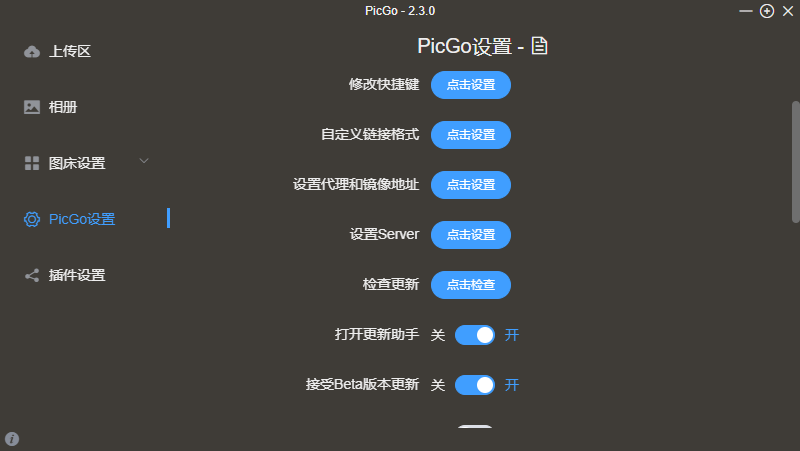 PicGo - 2.3.0
上传区
相册
图床设置
PicGo设置
插件设置
PicGo设置 -
修改快捷键 点击设置
自定义链接格式 点击设置
设置代理和镜像地址 点击设置
设置Server 点击设置
检查更新 点击检查
打开更新助手 关 开
接受Beta版本更新 关 开